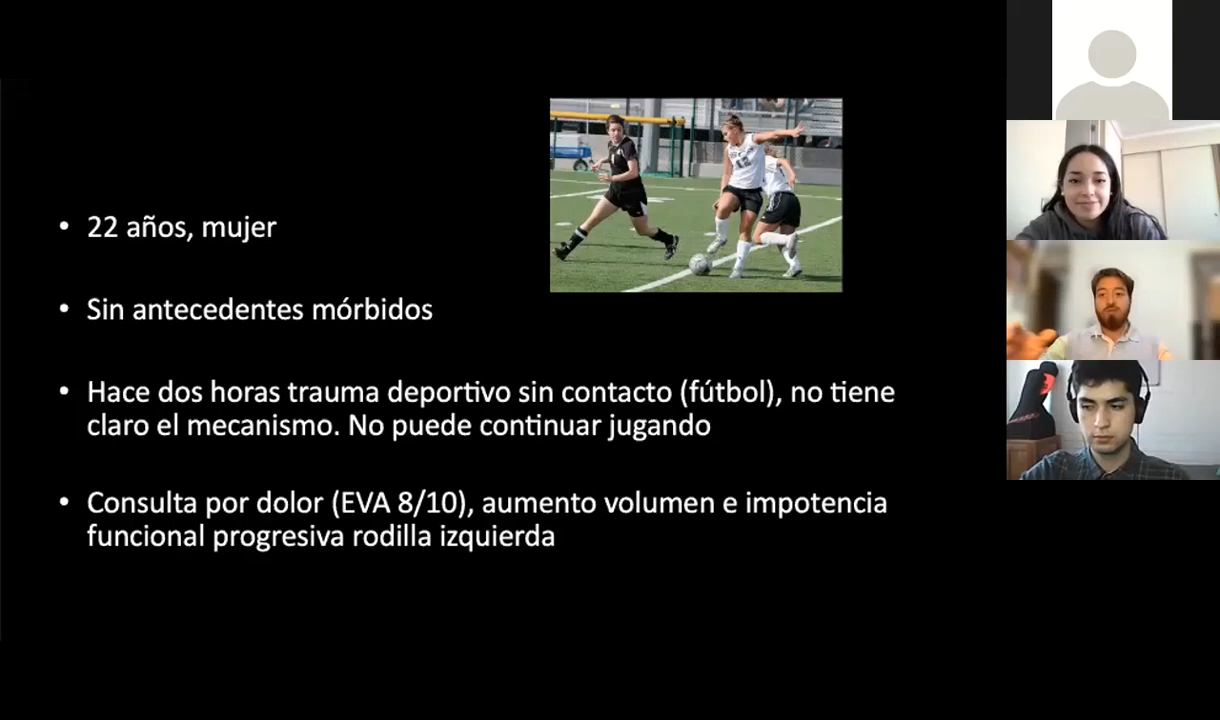 • 22 años, mujer
• Sin antecedentes mórbidos
• Hace dos horas trauma deportivo sin contacto (fútbol), no tiene
claro el mecanismo. No puede continuar jugando
• Consulta por dolor (EVA 8/10), aumento volumen e impotencia
funcional progresiva rodilla izquierda